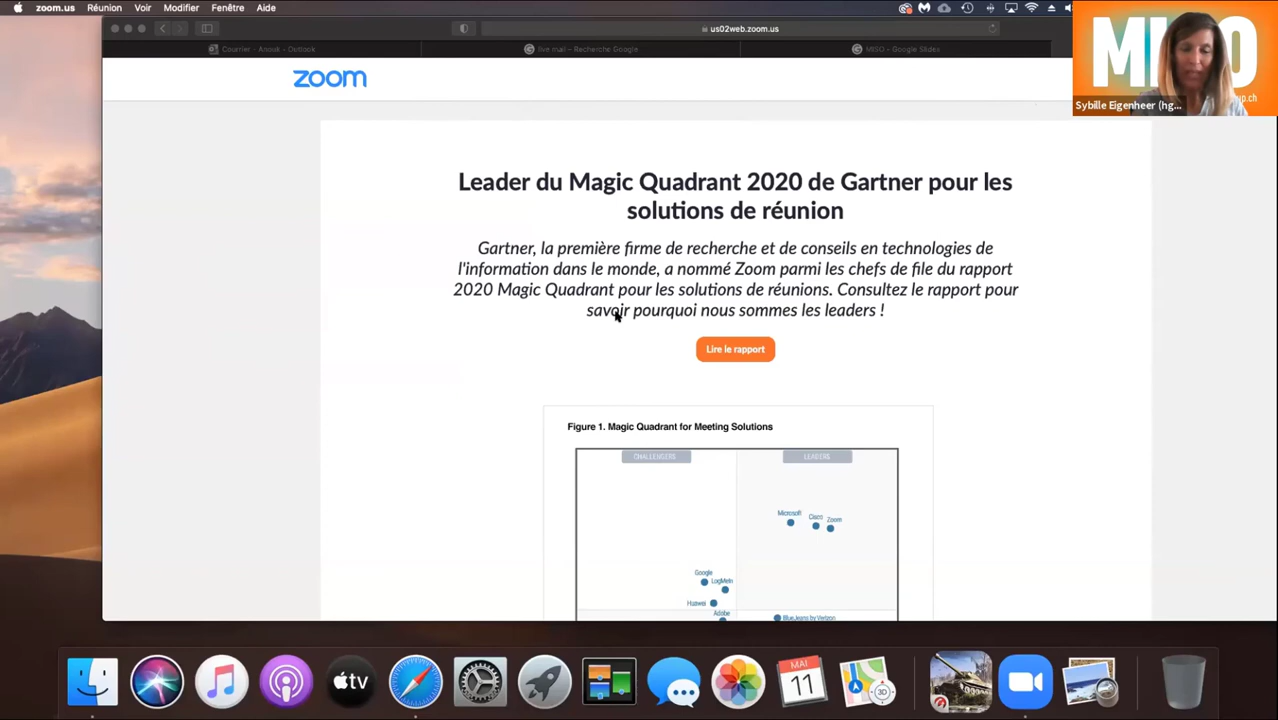 zoom.us Réunion Voir Modifier Fenêtre Aide
us02web.zoom.us
Courrier - Anouk - Outlook
live mail – Recherche Google
MISO - Google Slides
zoom
Sybille Eigenheer (hg...
Leader du Magic Quadrant 2020 de Gartner pour les
solutions de réunion
Gartner, la première firme de recherche et de conseils en technologies de
l'information dans le monde, a nommé Zoom parmi les chefs de file du rapport
2020 Magic Quadrant pour les solutions de réunions. Consultez le rapport pour
savoir pourquoi nous sommes les leaders !
Lire le rapport
Figure 1. Magic Quadrant for Meeting Solutions
CHALLENGERS
LEADERS
Microsoft
Cisco
Zoom
Google
LogMeIn
Huawei
Adobe
BlueJeans by Verizon
tv
MAI
11
3D